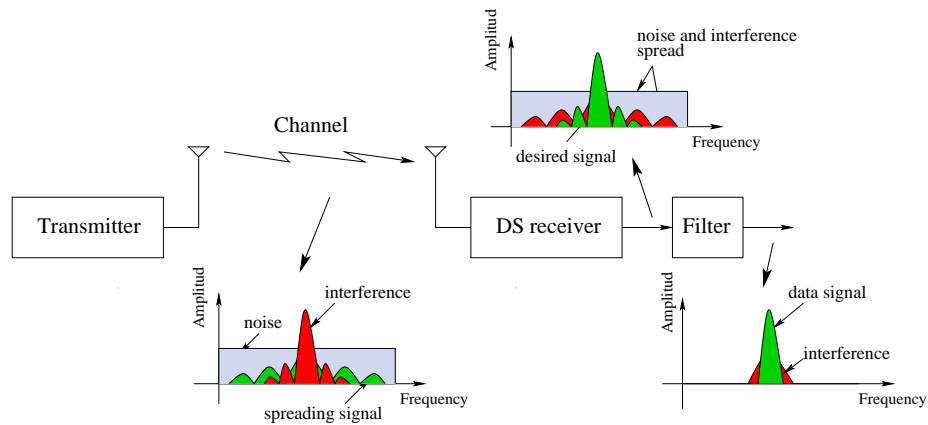 Amplitud
noise and interference
spread
desired signal
Frequency
Channel
Transmitter
DS receiver
Filter
Amplitud
interference
noise
spreading signal
Frequency
Amplitud
data signal
interference
Frequency